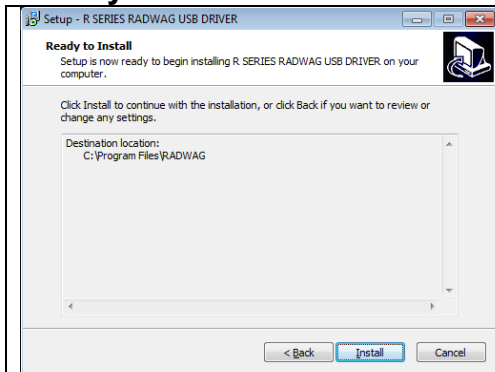 Setup - R SERIES RADWAG USB DRIVER
Ready to Install
Setup is now ready to begin installing R SERIES RADWAG USB DRIVER on your
computer.
Click Install to continue with the installation, or click Back if you want to review or
change any settings.
Destination location:
C:\Program Files\RADWAG
< Back
Install
Cancel